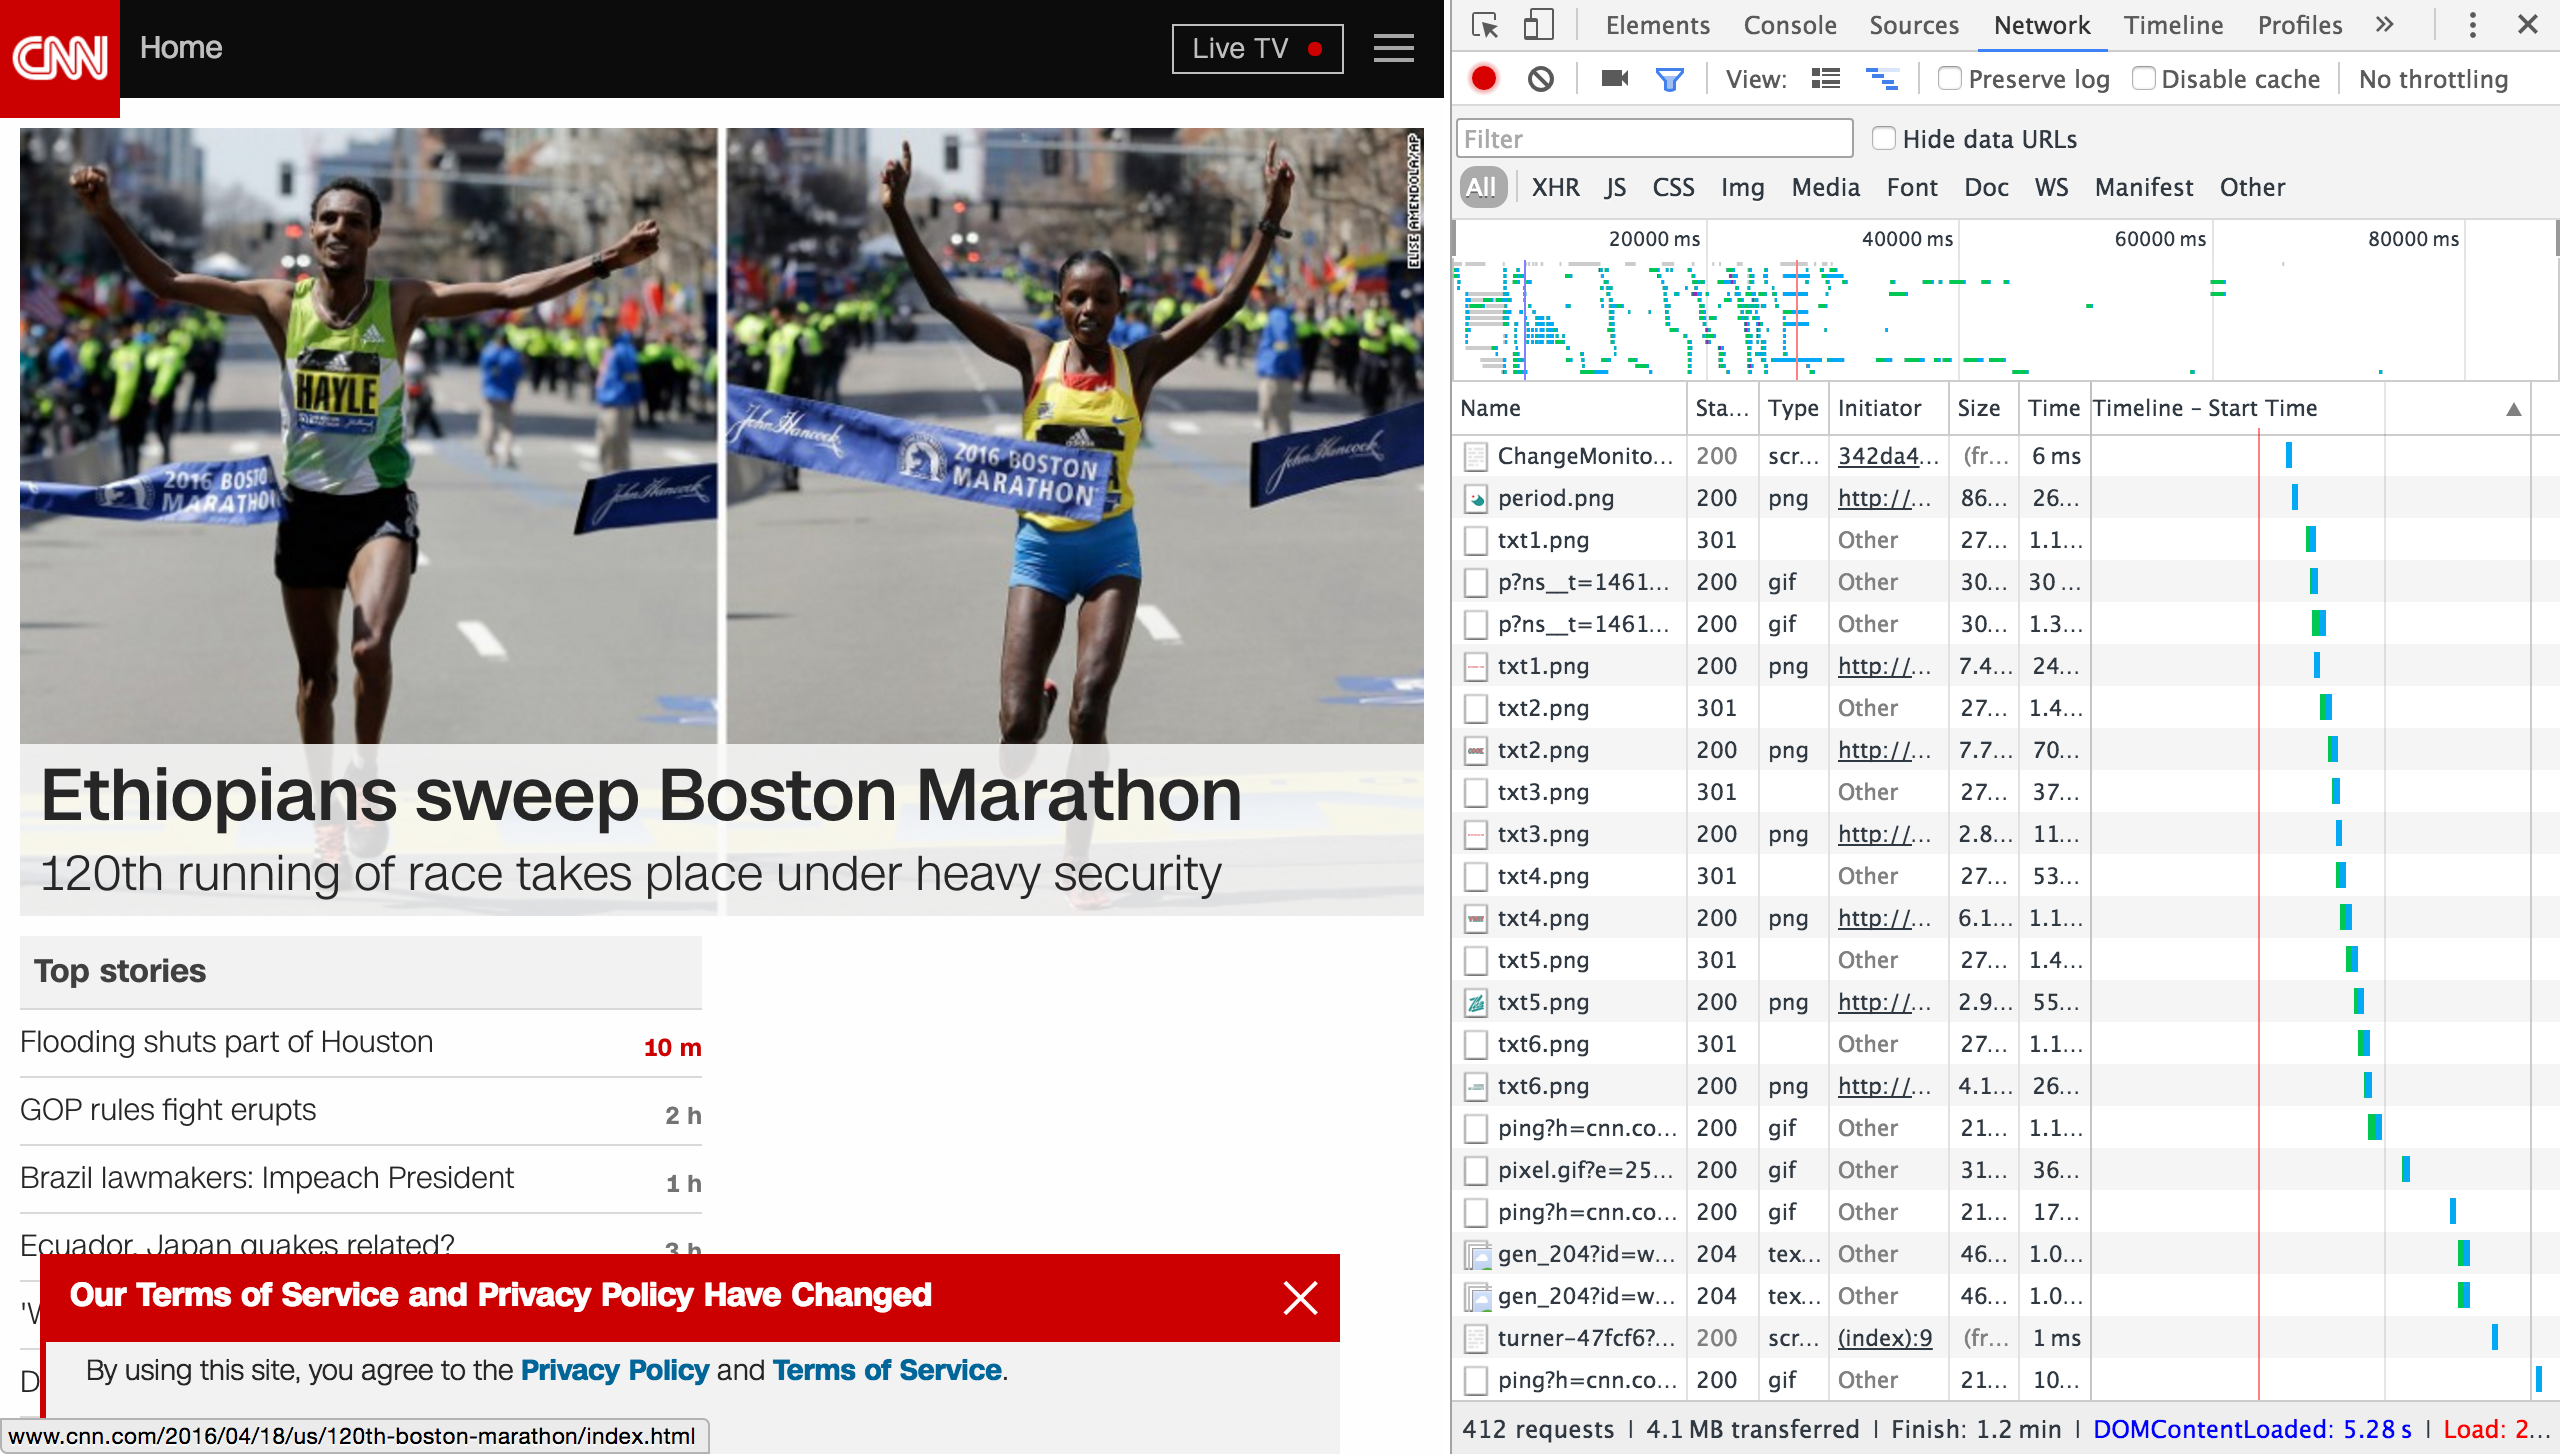 CNN
Home
Live TV
ELISE AMENDOLA/AP
HAYLE
2016 BOSTON
MARATHON
John Hancock
John Hancock
2016 BOSTON
MARATHON
John Hancock
Ethiopians sweep Boston Marathon
120th running of race takes place under heavy security
Top stories
Flooding shuts part of Houston 10 m
GOP rules fight erupts 2 h
Brazil lawmakers: Impeach President 1 h
Ecuador, Japan quakes related? 3 h
'W
D
Our Terms of Service and Privacy Policy Have Changed
By using this site, you agree to the Privacy Policy and Terms of Service.
www.cnn.com/2016/04/18/us/120th-boston-marathon/index.html
Elements Console Sources Network Timeline Profiles »
View: Preserve log Disable cache No throttling
Filter Hide data URLs
All XHR JS CSS Img Media Font Doc WS Manifest Other
20000 ms 40000 ms 60000 ms 80000 ms
Name Sta... Type Initiator Size Time Timeline – Start Time
ChangeMonito... 200 scr... 342da4... (fr... 6 ms
period.png 200 png http://... 86... 26...
txt1.png 301 Other 27... 1.1...
p?ns__t=1461... 200 gif Other 30... 30 ...
p?ns__t=1461... 200 gif Other 30... 1.3...
txt1.png 200 png http://... 7.4... 24...
txt2.png 301 Other 27... 1.4...
txt2.png 200 png http://... 7.7... 70...
txt3.png 301 Other 27... 37...
txt3.png 200 png http://... 2.8... 11...
txt4.png 301 Other 27... 53...
txt4.png 200 png http://... 6.1... 1.1...
txt5.png 301 Other 27... 1.4...
txt5.png 200 png http://... 2.9... 55...
txt6.png 301 Other 27... 1.1...
txt6.png 200 png http://... 4.1... 26...
ping?h=cnn.co... 200 gif Other 21... 1.1...
pixel.gif?e=25... 200 gif Other 31... 36...
ping?h=cnn.co... 200 gif Other 21... 17...
gen_204?id=w... 204 tex... Other 46... 1.0...
gen_204?id=w... 204 tex... Other 46... 1.0...
turner-47fcf6?... 200 scr... (index):9 (fr... 1 ms
ping?h=cnn.co... 200 gif Other 21... 10...
412 requests | 4.1 MB transferred | Finish: 1.2 min | DOMContentLoaded: 5.28 s | Load: 2...